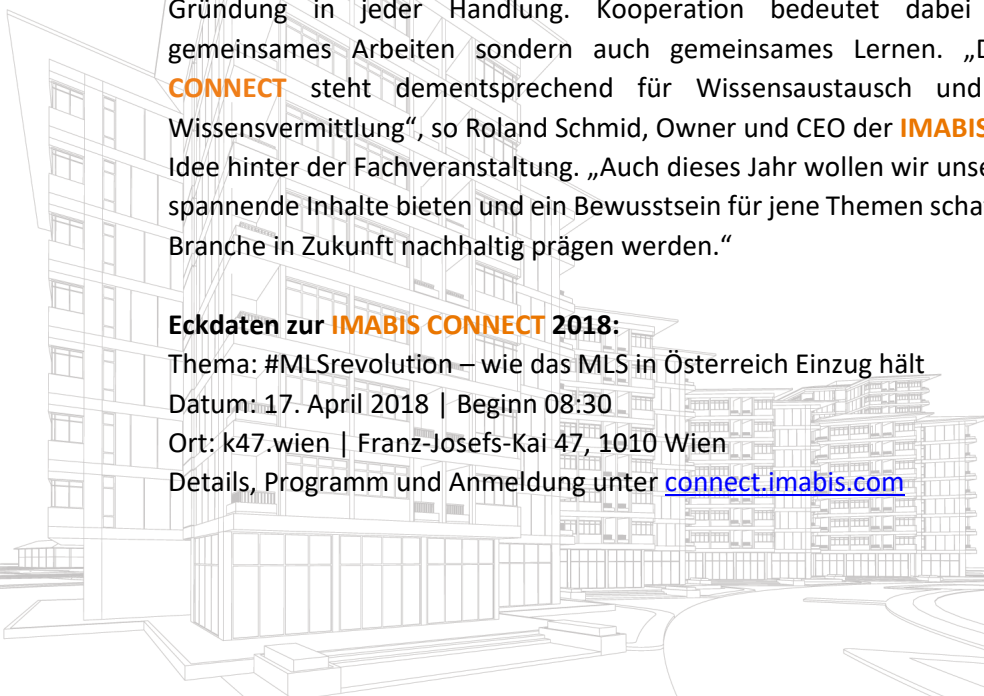 Gründung in jeder Handlung. Kooperation bedeutet dabei
gemeinsames Arbeiten sondern auch gemeinsames Lernen. „D
CONNECT steht dementsprechend für Wissensaustausch und
Wissensvermittlung“, so Roland Schmid, Owner und CEO der IMABIS
Idee hinter der Fachveranstaltung. „Auch dieses Jahr wollen wir unse
spannende Inhalte bieten und ein Bewusstsein für jene Themen scha
Branche in Zukunft nachhaltig prägen werden.“
Eckdaten zur IMABIS CONNECT 2018:
Thema: #MLSrevolution – wie das MLS in Österreich Einzug hält
Datum: 17. April 2018 | Beginn 08:30
Ort: k47.wien | Franz-Josefs-Kai 47, 1010 Wien
Details, Programm und Anmeldung unter connect.imabis.com